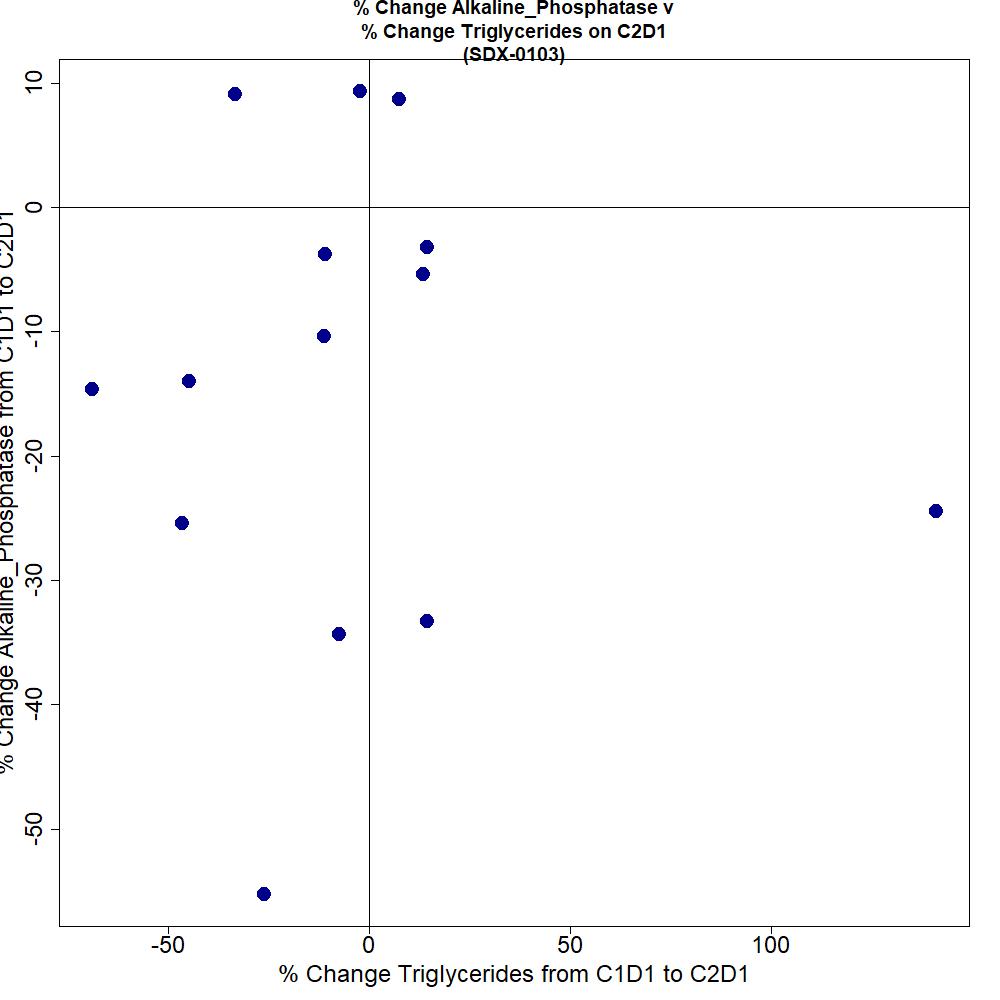 % Change Alkaline_Phosphatase v
% Change Triglycerides on C2D1
(SDX-0103)
% Change Alkaline_Phosphatase from C1D1 to C2D1
10
0
-10
-20
-30
-40
-50
-50
0
50
100
% Change Triglycerides from C1D1 to C2D1